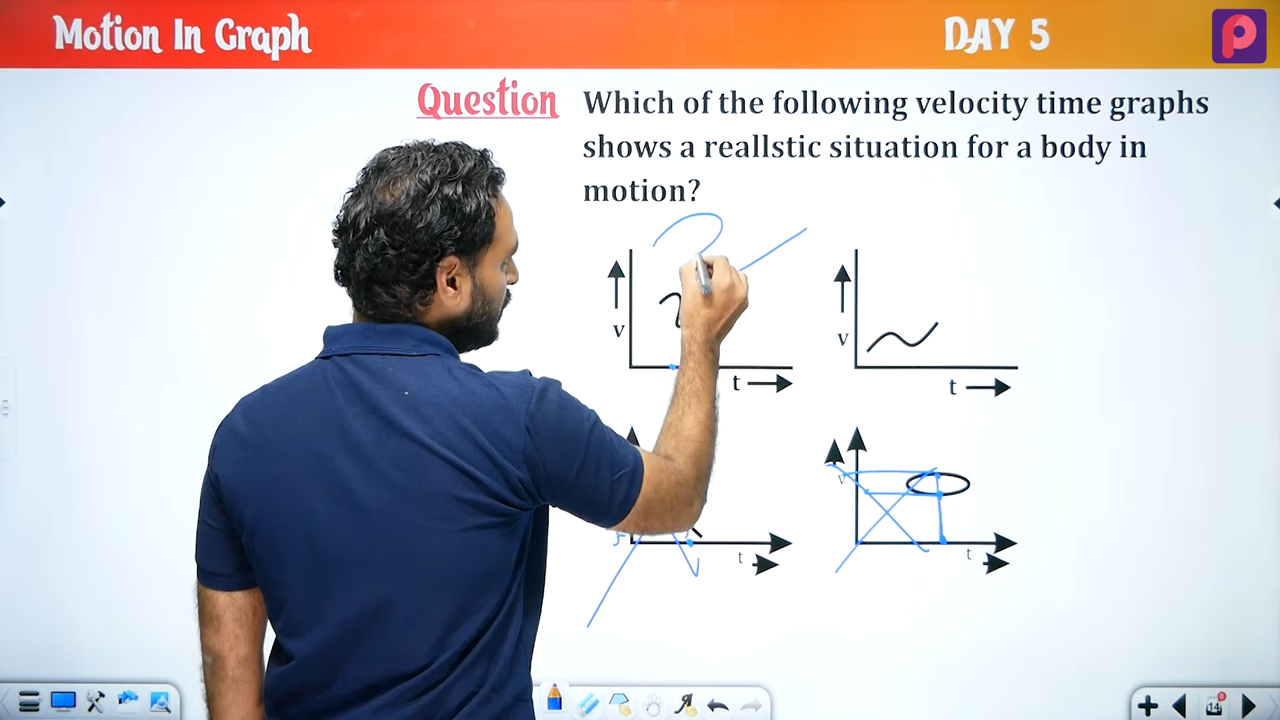 Motion In Graph
DAY 5
Question
Which of the following velocity time graphs
shows a reallstic situation for a body in
motion?
v
t
v
t
t
v
t
14